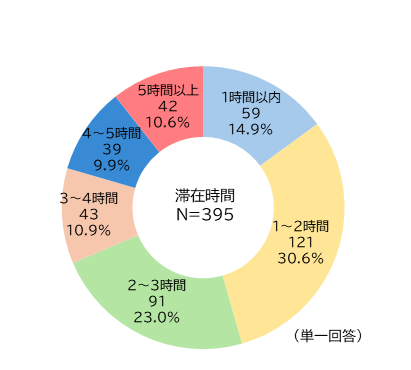 5時間以上
42
10.6%
1時間以内
59
14.9%
4～5時間
39
9.9%
滞在時間
N=395
3～4時間
43
10.9%
1～2時間
121
30.6%
2～3時間
91
23.0%
（単一回答）